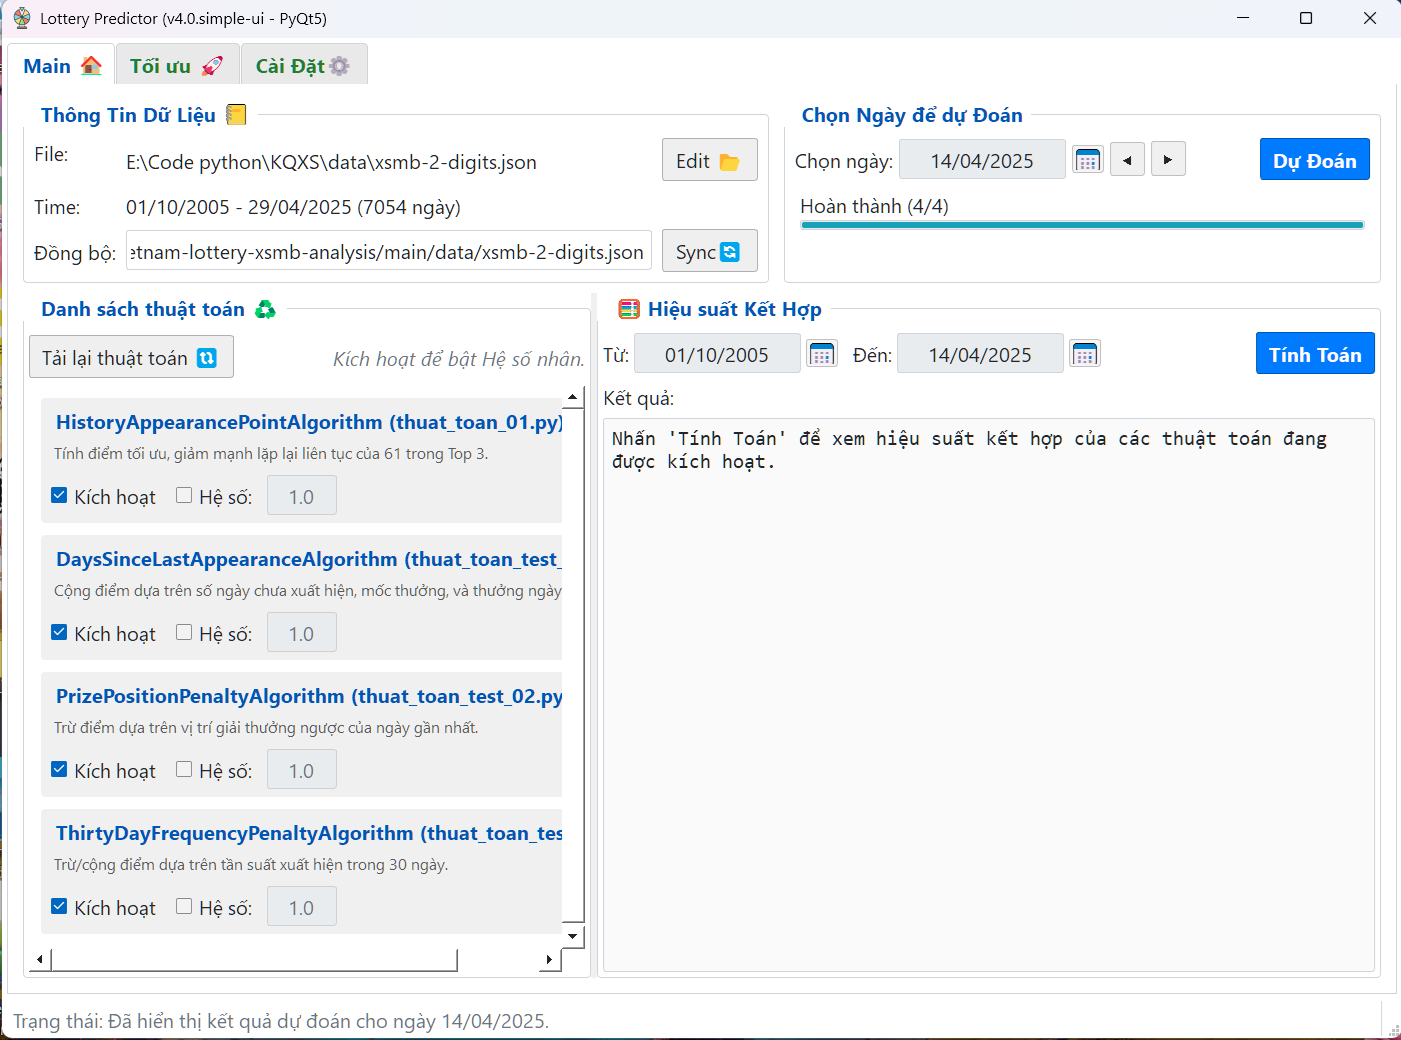 Lottery Predictor (v4.0.simple-ui - PyQt5)
Main
Tối ưu
Cài Đặt
Thông Tin Dữ Liệu
File:
E:\Code python\KQXS\data\xsmb-2-digits.json
Edit
Time:
01/10/2005 - 29/04/2025 (7054 ngày)
Đồng bộ:
etnam-lottery-xsmb-analysis/main/data/xsmb-2-digits.json
Sync
Chọn Ngày để dự Đoán
Chọn ngày:
14/04/2025
Dự Đoán
Hoàn thành (4/4)
Danh sách thuật toán
Tải lại thuật toán
Kích hoạt để bật Hệ số nhân.
HistoryAppearancePointAlgorithm (thuat_toan_01.py)
Tính điểm tối ưu, giảm mạnh lặp lại liên tục của 61 trong Top 3.
Kích hoạt
Hệ số:
1.0
DaysSinceLastAppearanceAlgorithm (thuat_toan_test_
Cộng điểm dựa trên số ngày chưa xuất hiện, mốc thưởng, và thưởng ngày
Kích hoạt
Hệ số:
1.0
PrizePositionPenaltyAlgorithm (thuat_toan_test_02.py
Trừ điểm dựa trên vị trí giải thưởng ngược của ngày gần nhất.
Kích hoạt
Hệ số:
1.0
ThirtyDayFrequencyPenaltyAlgorithm (thuat_toan_tes
Trừ/cộng điểm dựa trên tần suất xuất hiện trong 30 ngày.
Kích hoạt
Hệ số:
1.0
Hiệu suất Kết Hợp
Từ:
01/10/2005
Đến:
14/04/2025
Tính Toán
Kết quả:
Nhấn 'Tính Toán' để xem hiệu suất kết hợp của các thuật toán đang
được kích hoạt.
Trạng thái: Đã hiển thị kết quả dự đoán cho ngày 14/04/2025.